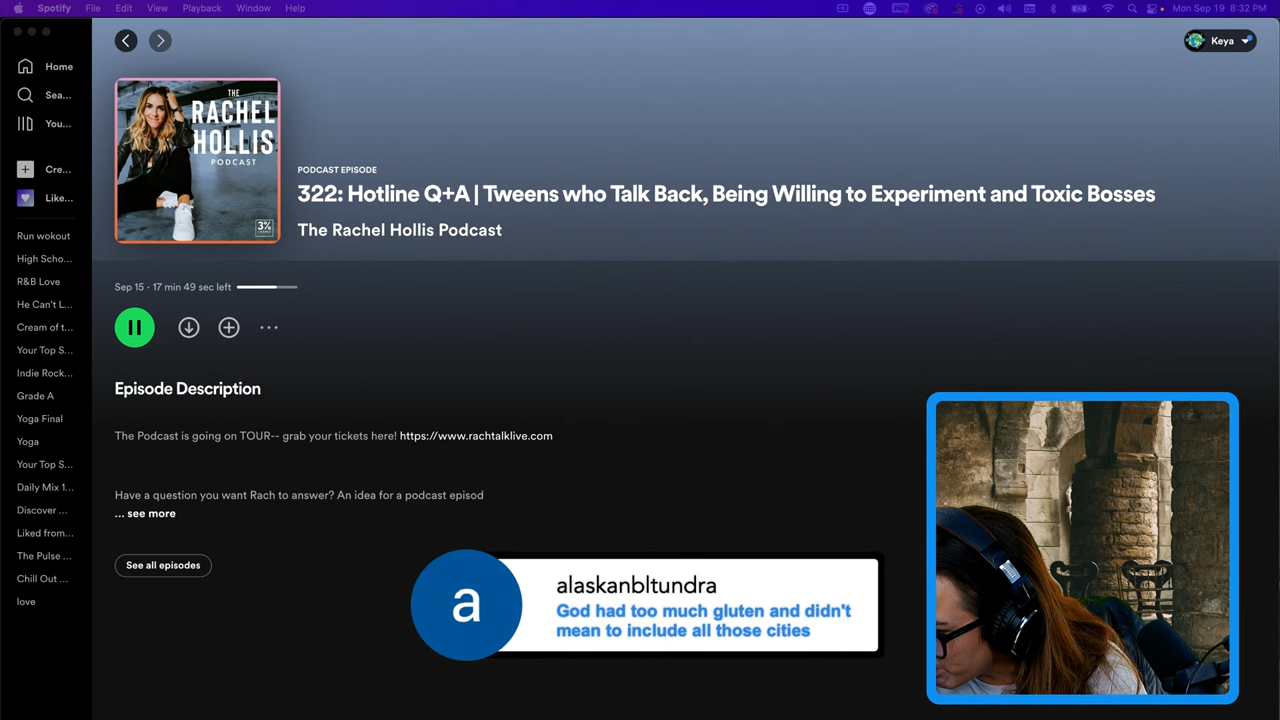 Spotify File Edit View Playback Window Help
Mon Sep 19 8:32 PM
Keya
Home
Sea...
You...
Cre...
Like...
Run wokout
High Scho...
R&B Love
He Can't L...
Cream of t...
Your Top S...
Indie Rock...
Grade A
Yoga Final
Yoga
Your Top S...
Daily Mix 1...
Discover ...
Liked from...
The Pulse ...
Chill Out ...
love
THE
RACHEL
HOLLIS
PODCAST
3%
PODCAST EPISODE
322: Hotline Q+A | Tweens who Talk Back, Being Willing to Experiment and Toxic Bosses
The Rachel Hollis Podcast
Sep 15 · 17 min 49 sec left
Episode Description
The Podcast is going on TOUR-- grab your tickets here! https://www.rachtalklive.com
Have a question you want Rach to answer? An idea for a podcast episod
... see more
See all episodes
a
alaskanbltundra
God had too much gluten and didn't
mean to include all those cities